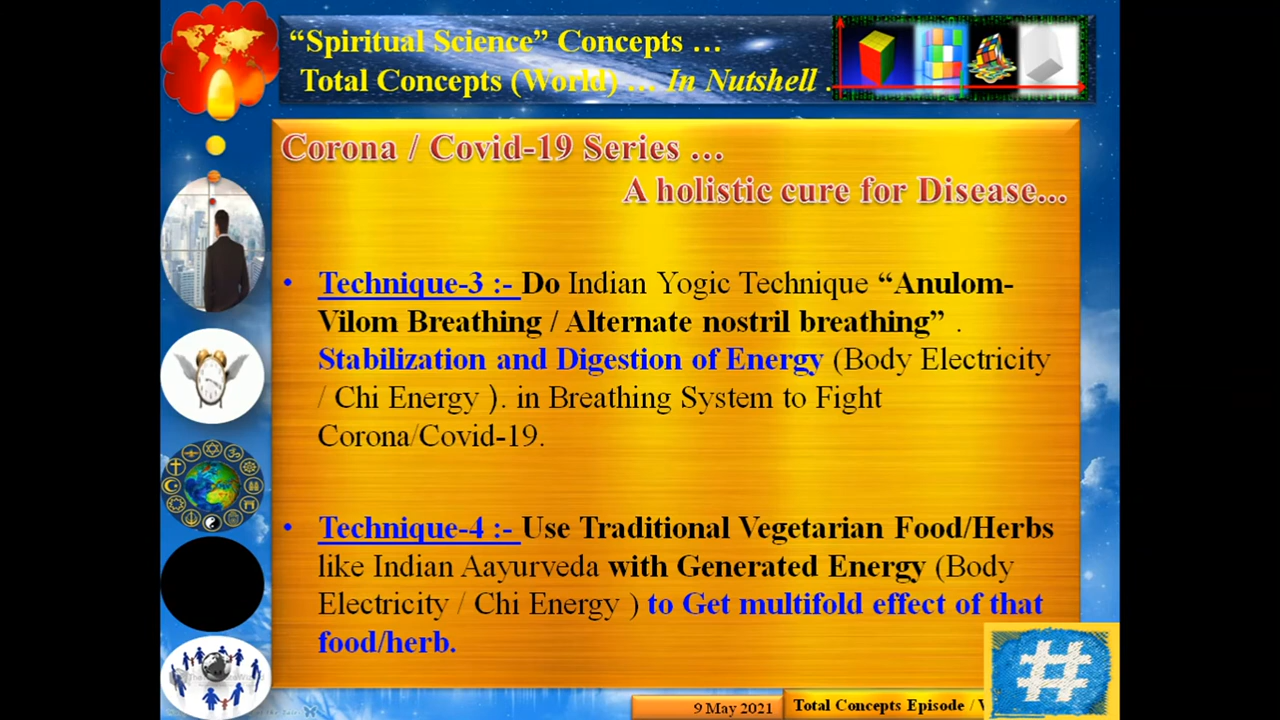 “Spiritual Science” Concepts …
Total Concepts (World) … In Nutshell .
Corona / Covid-19 Series …
A holistic cure for Disease…
• Technique-3 :- Do Indian Yogic Technique “Anulom-
Vilom Breathing / Alternate nostril breathing” .
Stabilization and Digestion of Energy (Body Electricity
/ Chi Energy ). in Breathing System to Fight
Corona/Covid-19.
• Technique-4 :- Use Traditional Vegetarian Food/Herbs
like Indian Aayurveda with Generated Energy (Body
Electricity / Chi Energy ) to Get multifold effect of that
food/herb.
#
9 May 2021
Total Concepts Episode /